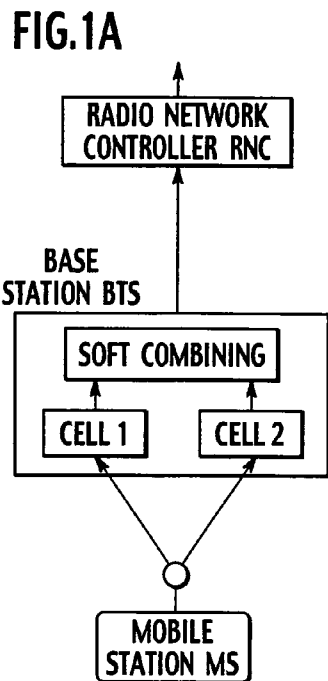 FIG.1A
RADIO NETWORK
CONTROLLER RNC
BASE
STATION BTS
SOFT COMBINING
CELL 1
CELL 2
MOBILE
STATION MS